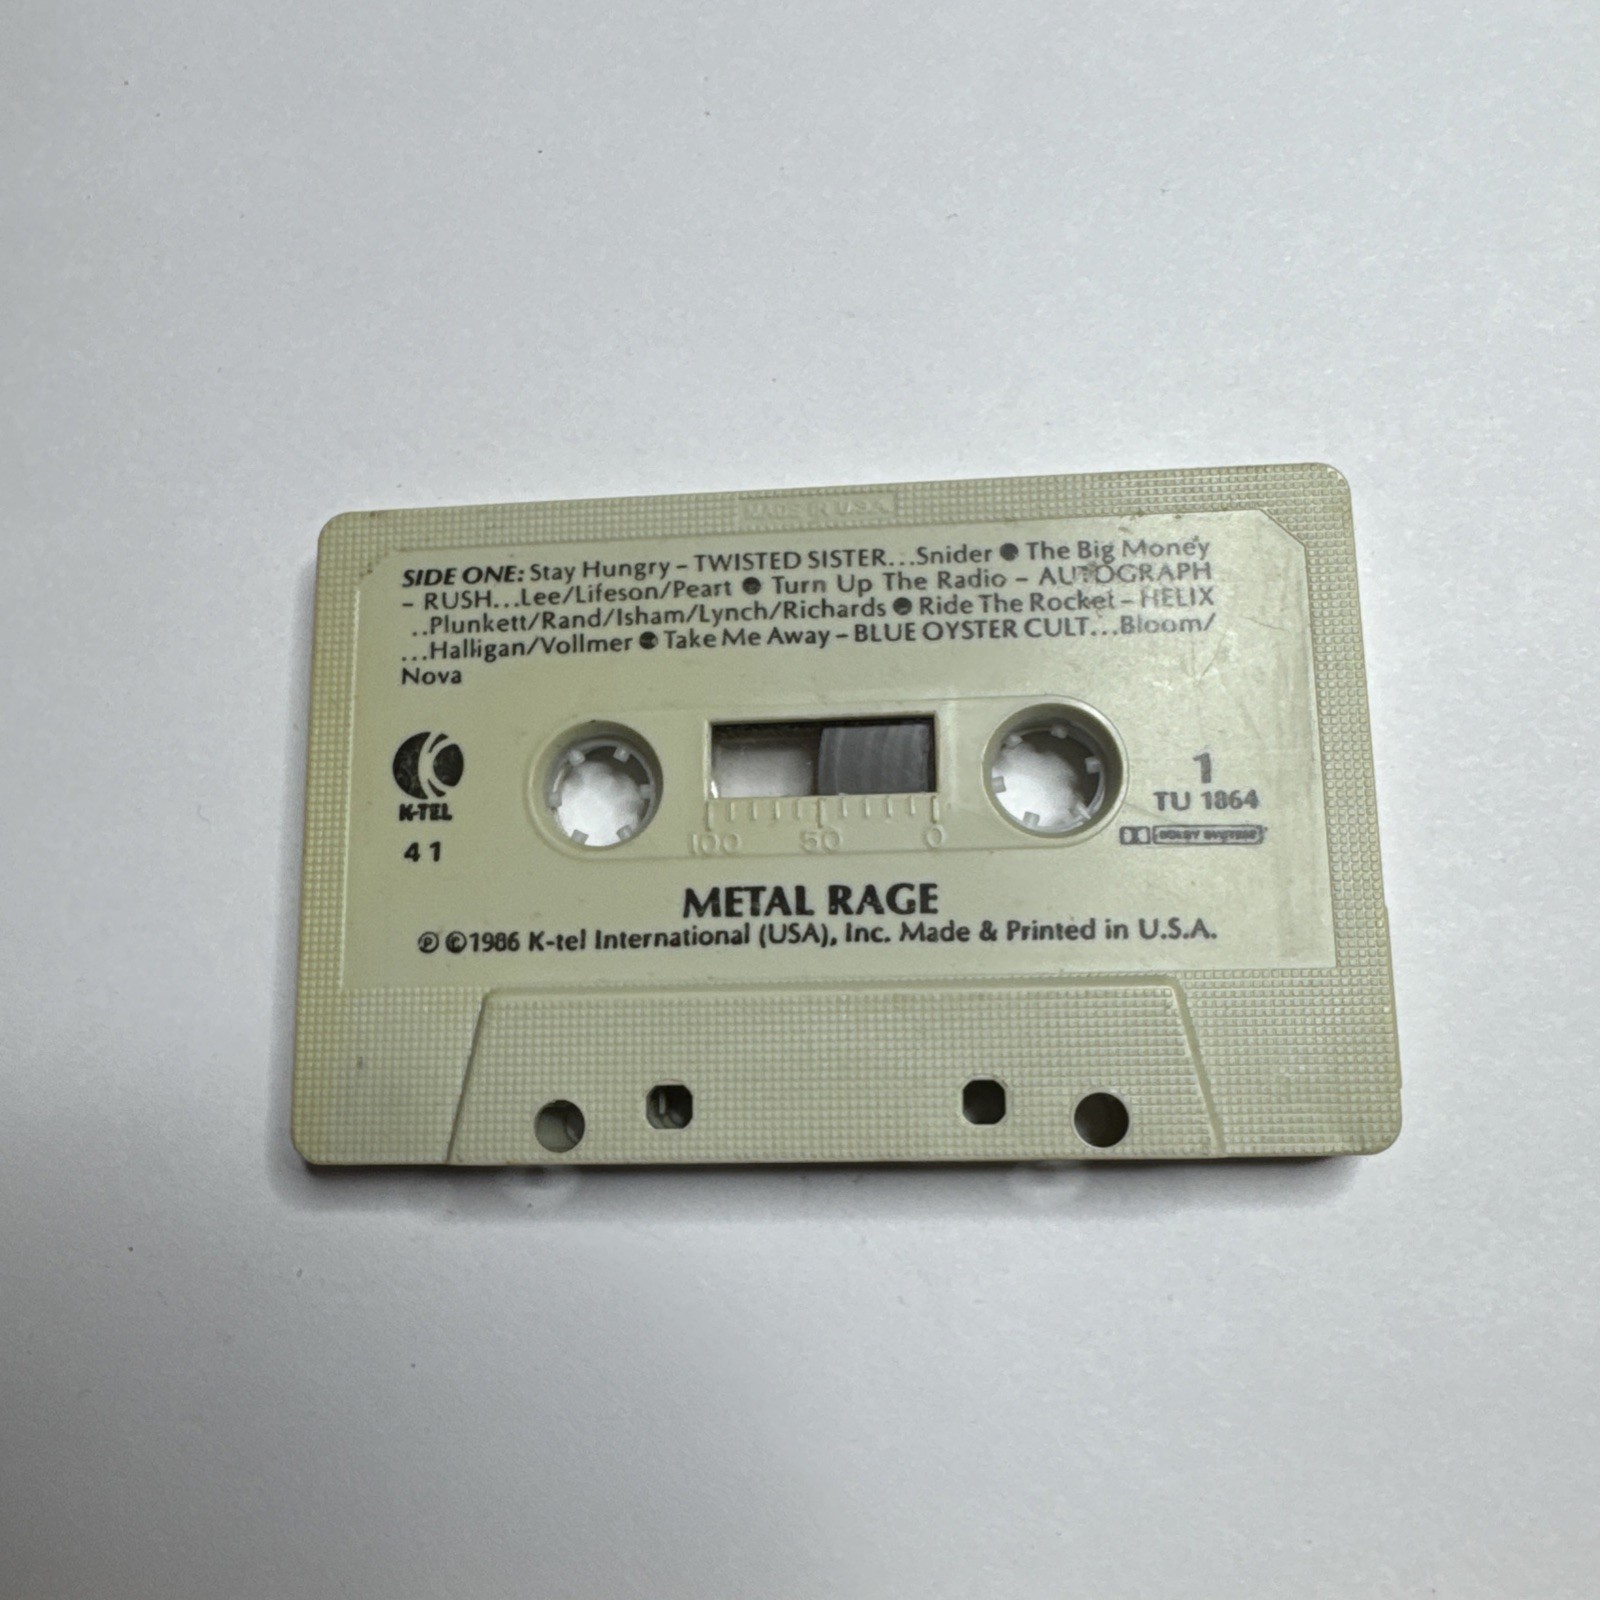 MADE IN U.S.A.
SIDE ONE: Stay Hungry – TWISTED SISTER...Snider ● The Big Money
– RUSH...Lee/Lifeson/Peart ● Turn Up The Radio – AUTOGRAPH
..Plunkett/Rand/Isham/Lynch/Richards ● Ride The Rocket – HELIX
...Halligan/Vollmer ● Take Me Away – BLUE OYSTER CULT...Bloom/
Nova
K-TEL
41
100 50 0
1
TU 1864
DOLBY SYSTEM
METAL RAGE
℗ ©1986 K-tel International (USA), Inc. Made & Printed in U.S.A.